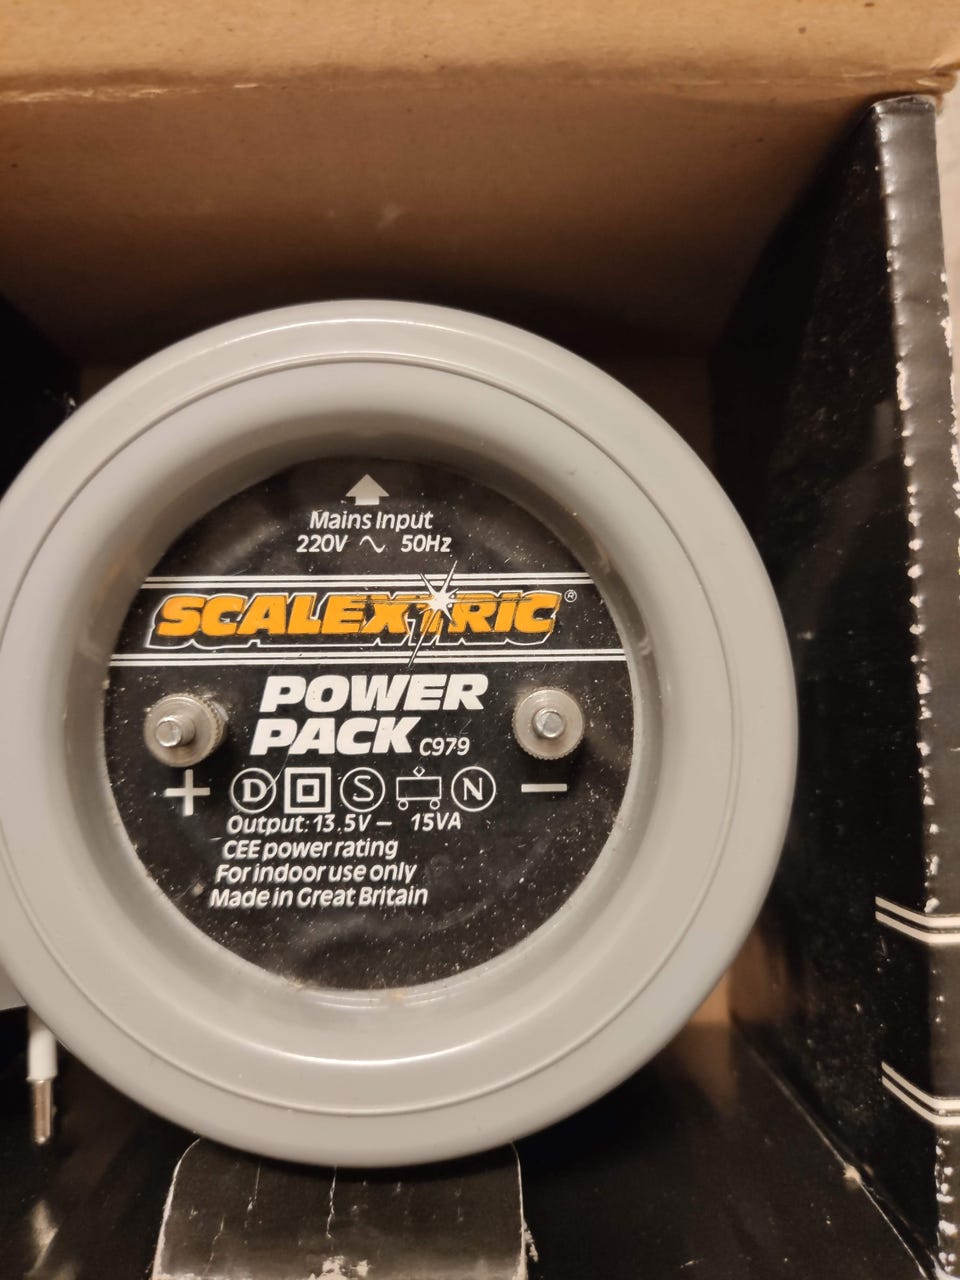 Mains Input
220V ∿ 50Hz
SCALEXTRIC ®
POWER
PACK C979
+ D S N −
Output: 13.5V – 15VA
CEE power rating
For indoor use only
Made in Great Britain